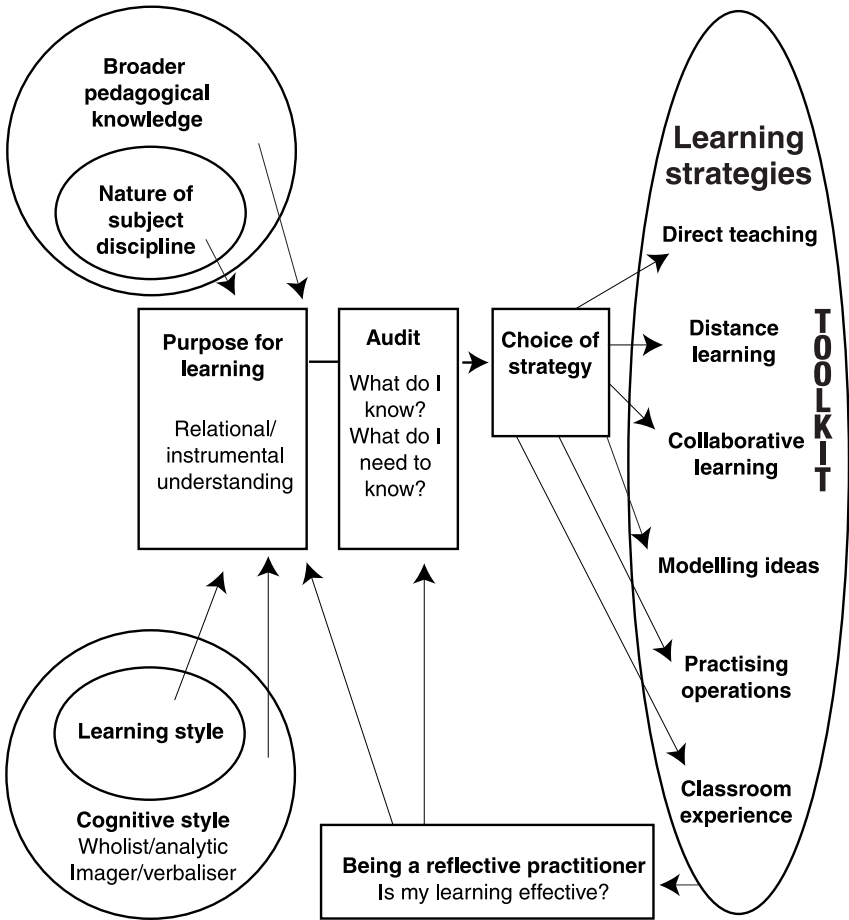 Broader
pedagogical
knowledge
Nature of
subject
discipline
Purpose for
learning
Relational/
instrumental
understanding
Audit
What do I
know?
What do I
need to
know?
Choice of
strategy
Learning
strategies
Direct teaching
Distance
learning
Collaborative
learning
Modelling ideas
Practising
operations
Classroom
experience
TOOLKIT
Learning style
Cognitive style
Wholist/analytic
Imager/verbaliser
Being a reflective practitioner
Is my learning effective?